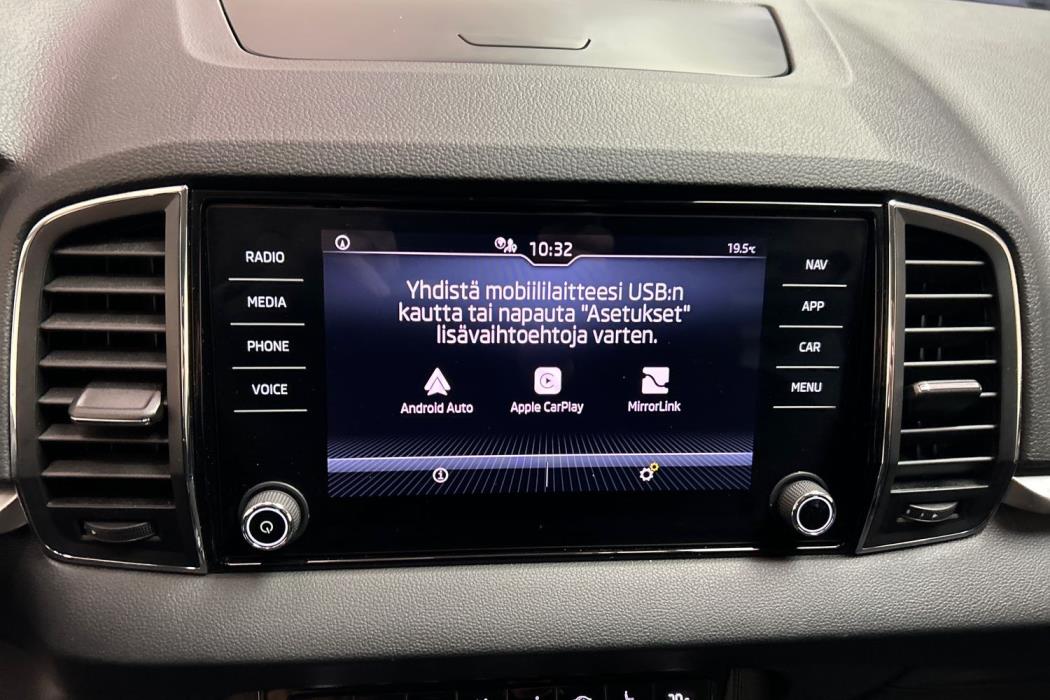 10:32
19.5°C
RADIO
MEDIA
PHONE
VOICE
Yhdistä mobiililaitteesi USB:n
kautta tai napauta "Asetukset"
lisävaihtoehtoja varten.
Android Auto
Apple CarPlay
MirrorLink
NAV
APP
CAR
MENU